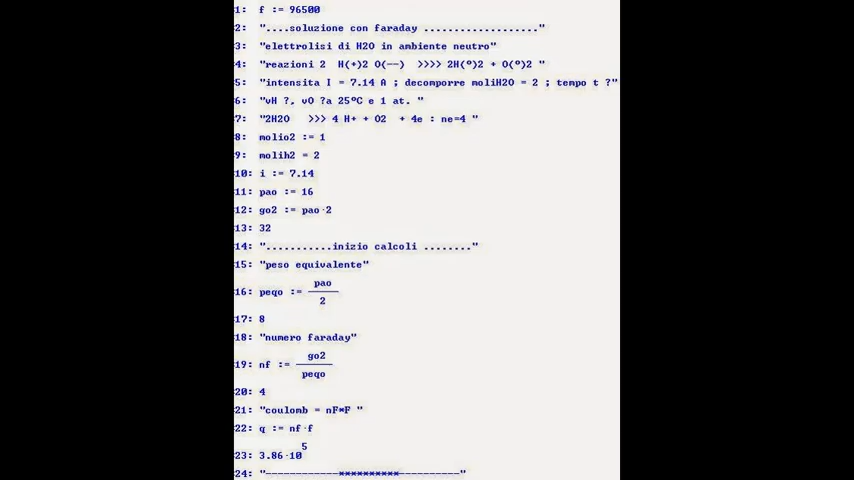 1: f := 96500
2: "....soluzione con faraday ..................."
3: "elettrolisi di H2O in ambiente neutro"
4: "reazioni 2 H(+)2 O(--) >>>> 2H(º)2 + O(º)2 "
5: "intensita I = 7.14 A ; decomporre moliH2O = 2 ; tempo t ?"
6: "vH ?, vO ?a 25ºC e 1 at. "
7: "2H2O >>> 4 H+ + O2 + 4e : ne=4 "
8: molio2 := 1
9: molih2 = 2
10: i := 7.14
11: pao := 16
12: go2 := pao·2
13: 32
14: "...........inizio calcoli ........"
15: "peso equivalente"
16: peqo := pao / 2
17: 8
18: "numero faraday"
19: nf := go2 / peqo
20: 4
21: "coulomb = nF*F "
22: q := nf·f
23: 3.86·10^5
24: "------------**********----------"